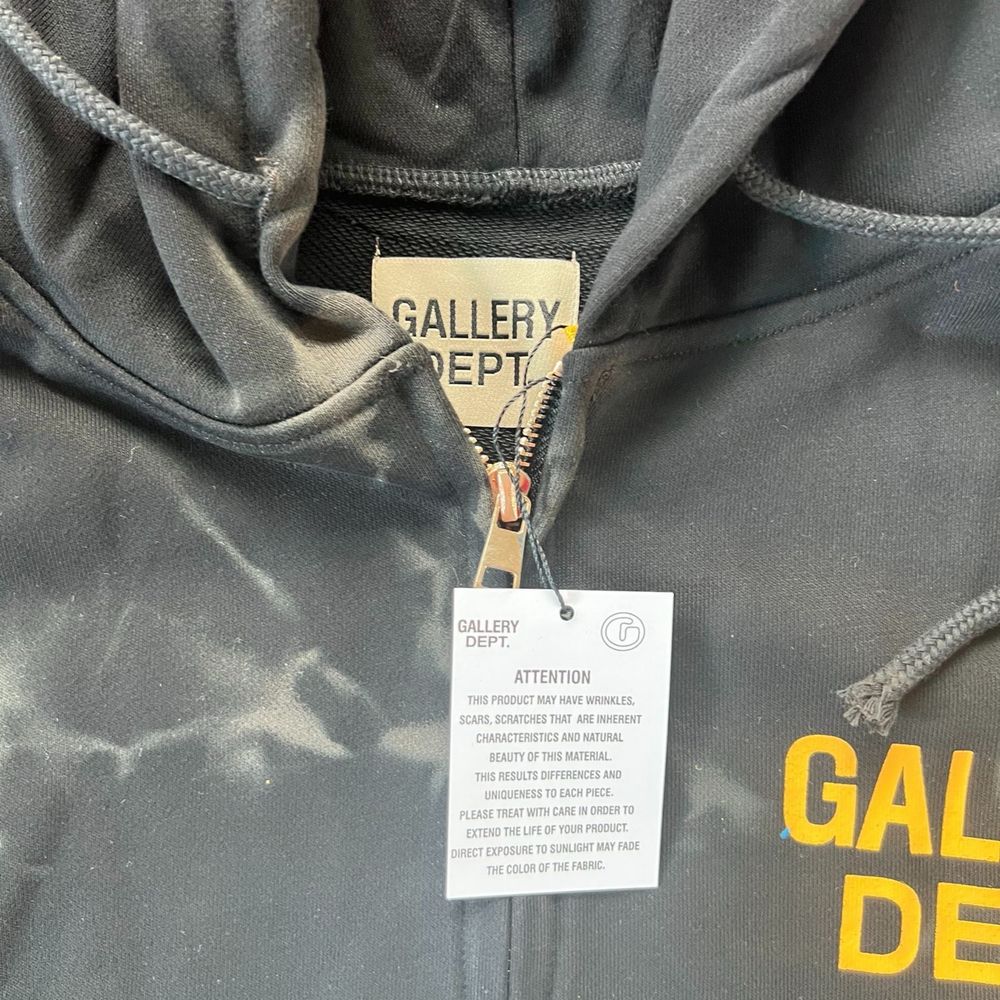 GALLERY
DEPT.
GALLERY
DEPT.
G
ATTENTION
THIS PRODUCT MAY HAVE WRINKLES,
SCARS, SCRATCHES THAT ARE INHERENT
CHARACTERISTICS AND NATURAL
BEAUTY OF THIS MATERIAL.
THIS RESULTS DIFFERENCES AND
UNIQUENESS TO EACH PIECE.
PLEASE TREAT WITH CARE IN ORDER TO
EXTEND THE LIFE OF YOUR PRODUCT.
DIRECT EXPOSURE TO SUNLIGHT MAY FADE
THE COLOR OF THE FABRIC.
GAL
DE